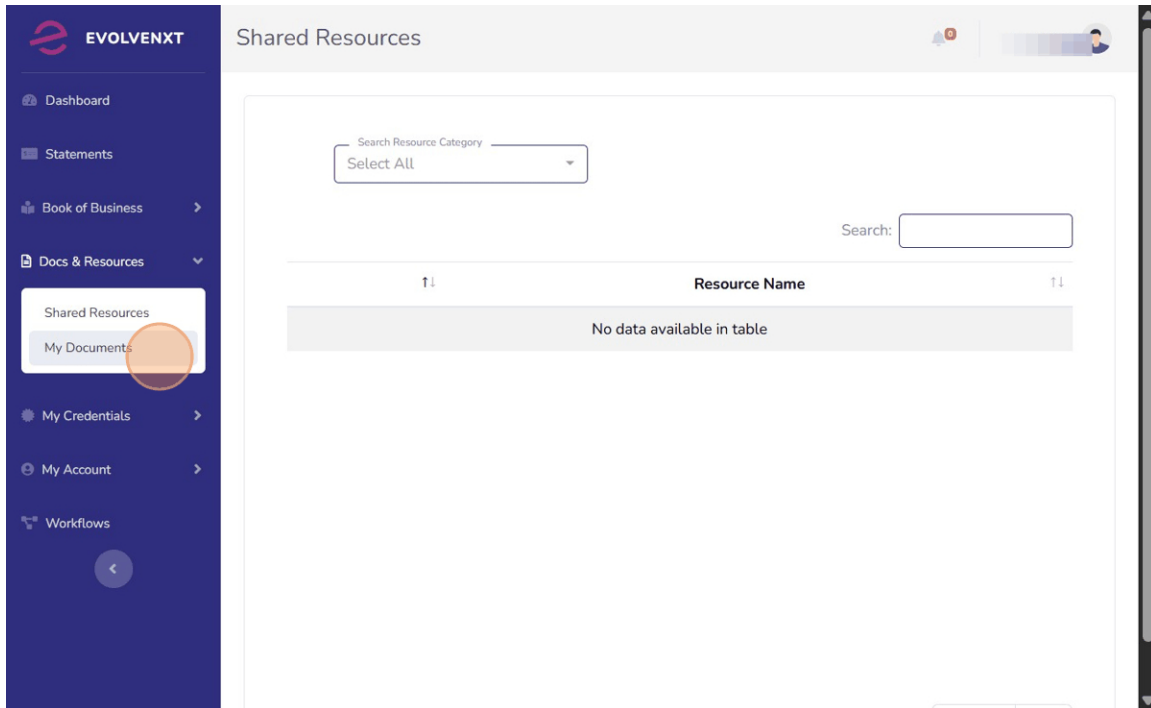 EVOLVENXT
Shared Resources
0
Dashboard
Statements
Book of Business
Docs & Resources
Shared Resources
My Documents
My Credentials
My Account
Workflows
Search Resource Category
Select All
Search:
Resource Name
No data available in table